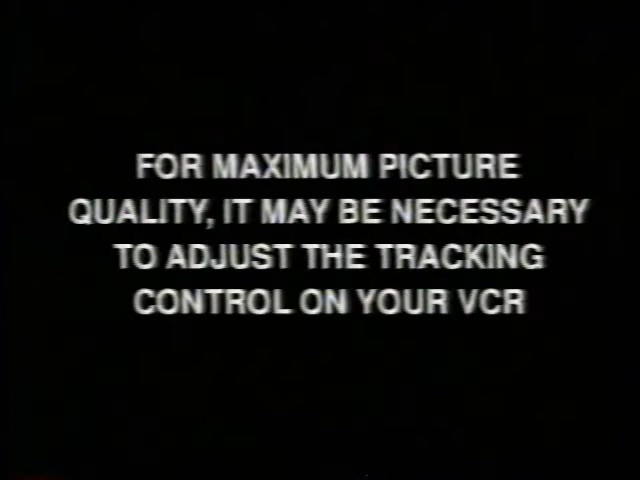 FOR MAXIMUM PICTURE
QUALITY, IT MAY BE NECESSARY
TO ADJUST THE TRACKING
CONTROL ON YOUR VCR